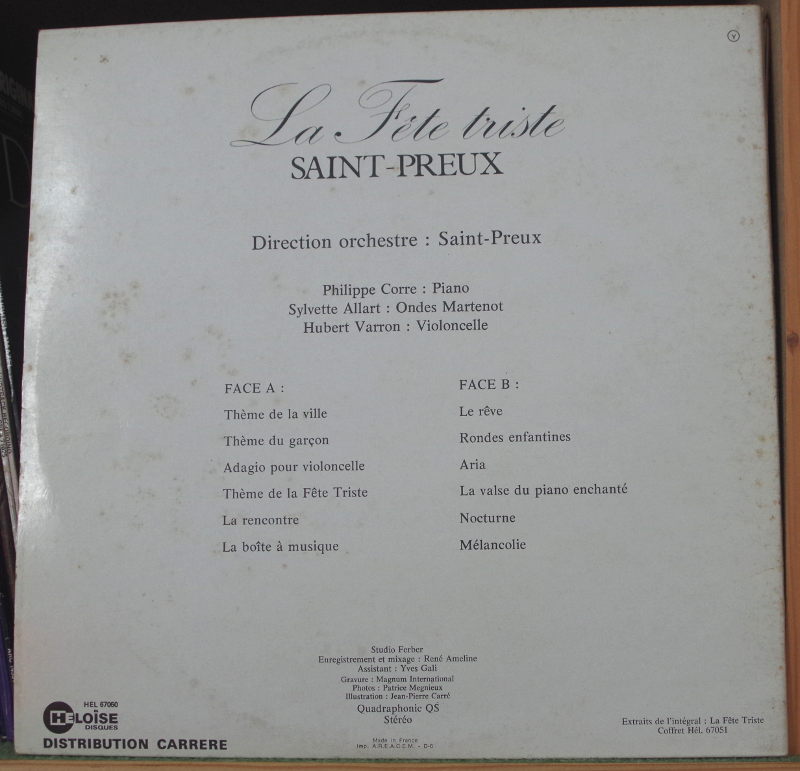 Y
La Fête triste
SAINT-PREUX
Direction orchestre : Saint-Preux
Philippe Corre : Piano
Sylvette Allart : Ondes Martenot
Hubert Varron : Violoncelle
FACE A :
Thème de la ville
Thème du garçon
Adagio pour violoncelle
Thème de la Fête Triste
La rencontre
La boîte à musique
FACE B :
Le rêve
Rondes enfantines
Aria
La valse du piano enchanté
Nocturne
Mélancolie
Studio Ferber
Enregistrement et mixage : René Ameline
Assistant : Yves Gali
Gravure : Magnum International
Photos : Patrice Megnieux
Illustration : Jean-Pierre Carré
Quadraphonic QS
Stéréo
Made in France
Imp. A.R.E.A.C.E.M. - D-G
HEL 67060
HELOÏSE
DISQUES
DISTRIBUTION CARRERE
Extraits de l'intégral : La Fête Triste
Coffret Hél. 67051